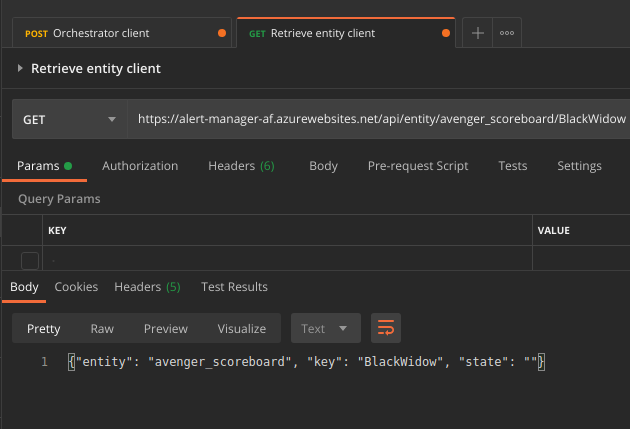 POST Orchestrator client
GET Retrieve entity client
Retrieve entity client
GET https://alert-manager-af.azurewebsites.net/api/entity/avenger_scoreboard/BlackWidow
Params Authorization Headers (6) Body Pre-request Script Tests Settings
Query Params
KEY VALUE
Body Cookies Headers (5) Test Results
Pretty Raw Preview Visualize Text
1 {"entity": "avenger_scoreboard", "key": "BlackWidow", "state": ""}